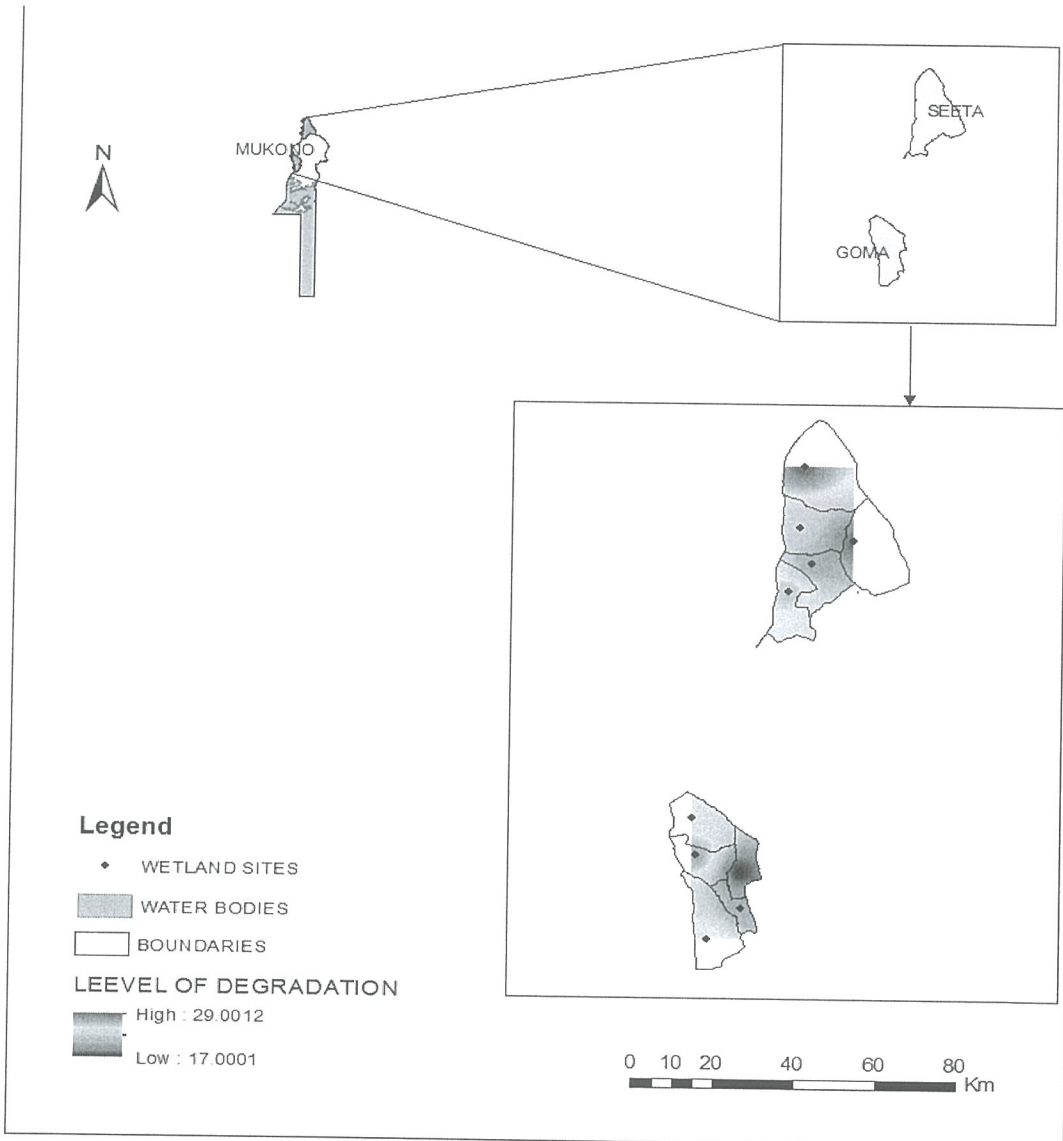 SEETA
MUKONO
N
GOMA
Legend
WETLAND SITES
WATER BODIES
BOUNDARIES
LEEVEL OF DEGRADATION
High : 29.0012
Low : 17.0001
0 10 20 40 60 80
Km